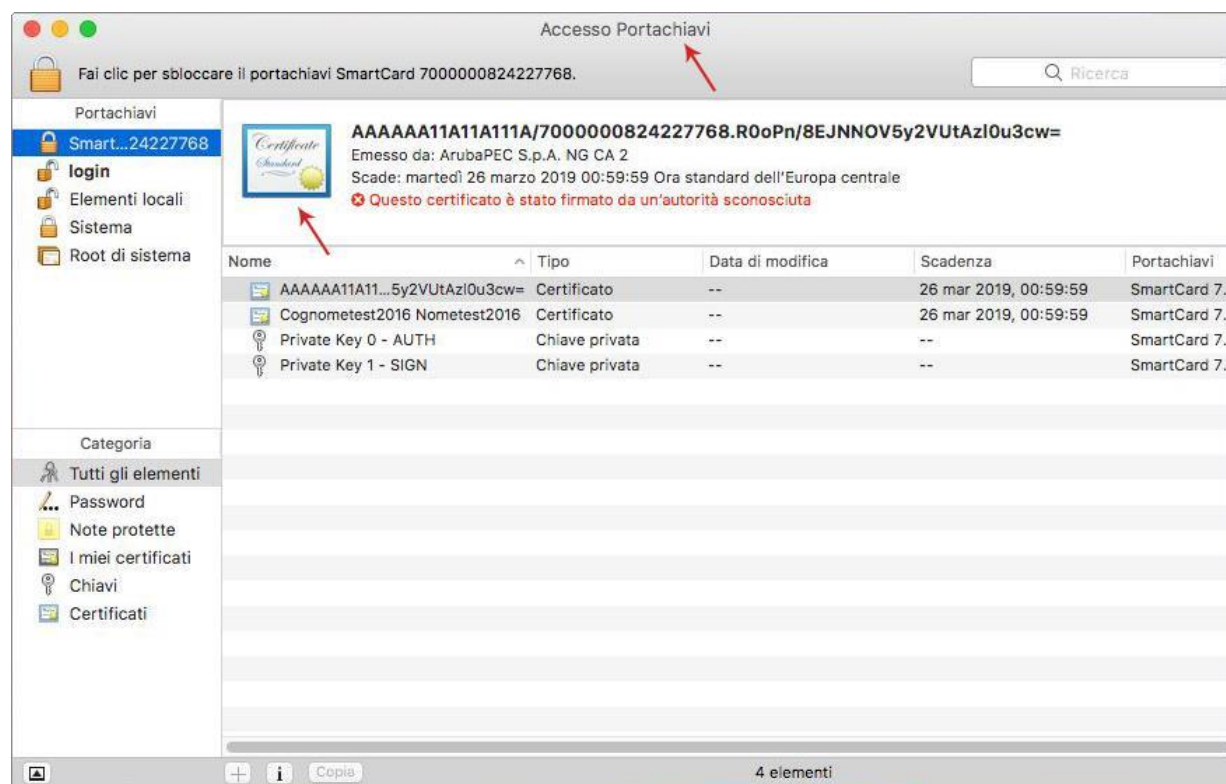 Accesso Portachiavi
Fai clic per sbloccare il portachiavi SmartCard 7000000824227768.
Ricerca
Portachiavi
Smart...24227768
login
Elementi locali
Sistema
Root di sistema
Certificate
Standard
AAAAAA11A11A111A/7000000824227768.R0oPn/8EJNNOV5y2VUtAzl0u3cw=
Emesso da: ArubaPEC S.p.A. NG CA 2
Scade: martedì 26 marzo 2019 00:59:59 Ora standard dell'Europa centrale
Questo certificato è stato firmato da un'autorità sconosciuta
Nome Tipo Data di modifica Scadenza Portachiavi
AAAAAA11A11...5y2VUtAzl0u3cw= Certificato -- 26 mar 2019, 00:59:59 SmartCard 7.
Cognometest2016 Nometest2016 Certificato -- 26 mar 2019, 00:59:59 SmartCard 7.
Private Key 0 - AUTH Chiave privata -- -- SmartCard 7.
Private Key 1 - SIGN Chiave privata -- -- SmartCard 7.
Categoria
Tutti gli elementi
Password
Note protette
I miei certificati
Chiavi
Certificati
Copia
4 elementi